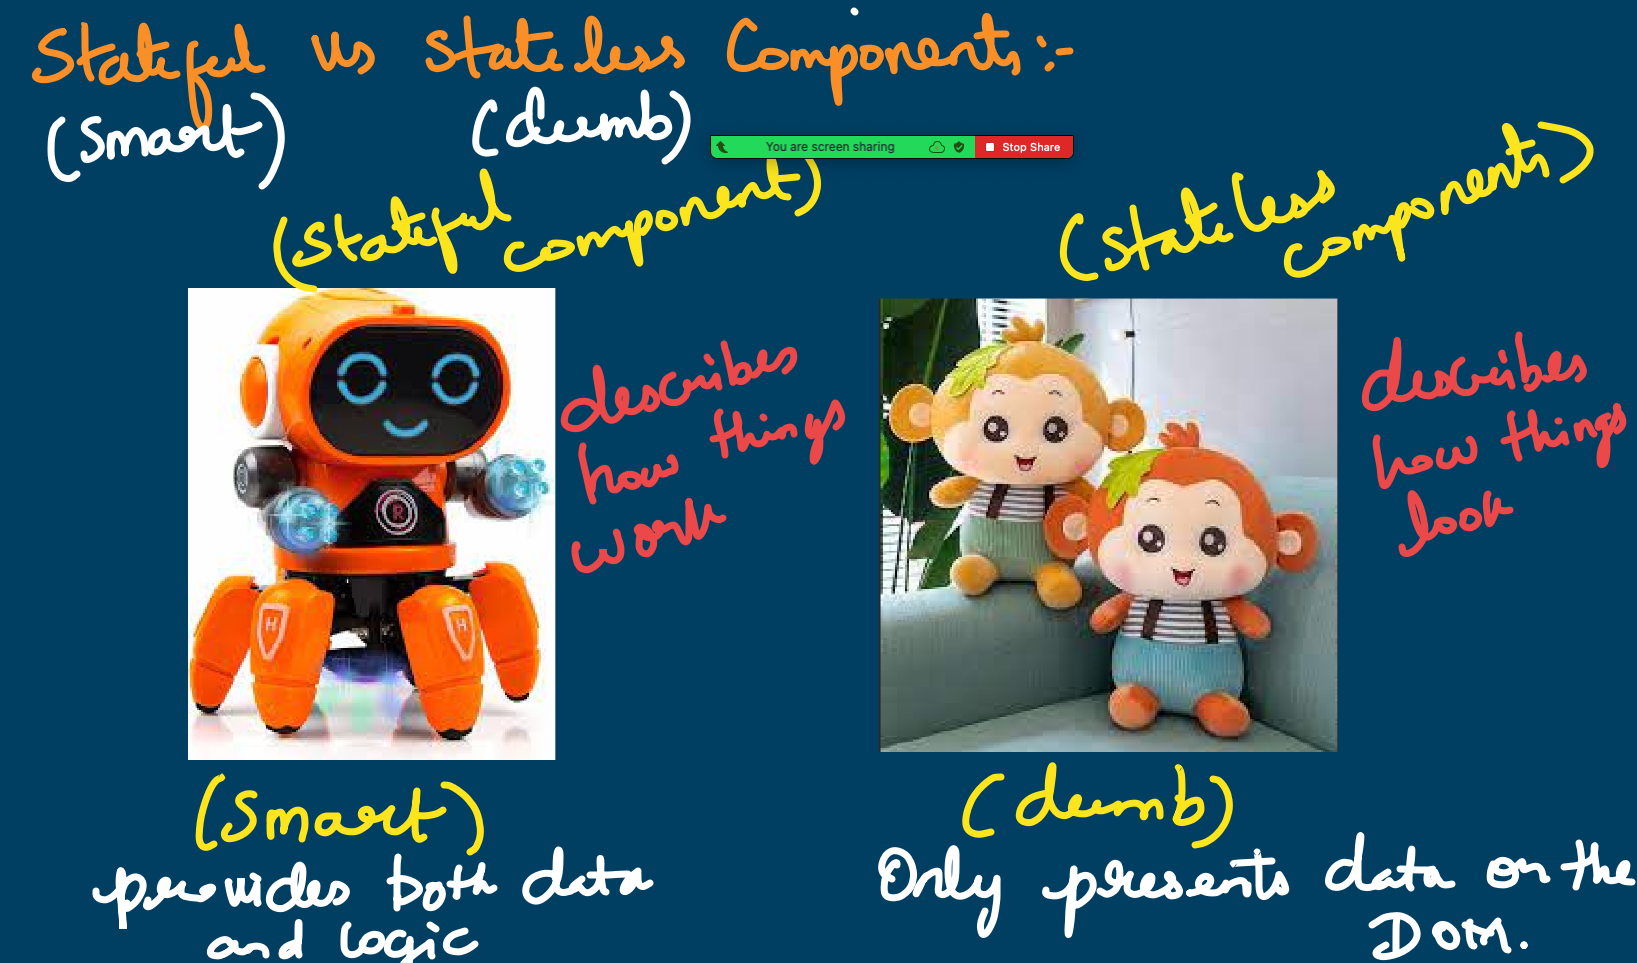 Stateful vs Stateless Components:-
(Smart) (dumb)
You are screen sharing Stop Share
(Stateful component)
(Stateless components)
R
H H
describes
how things
work
describes
how things
look
(Smart)
provides both data
and logic
(dumb)
Only presents data on the
DOM.